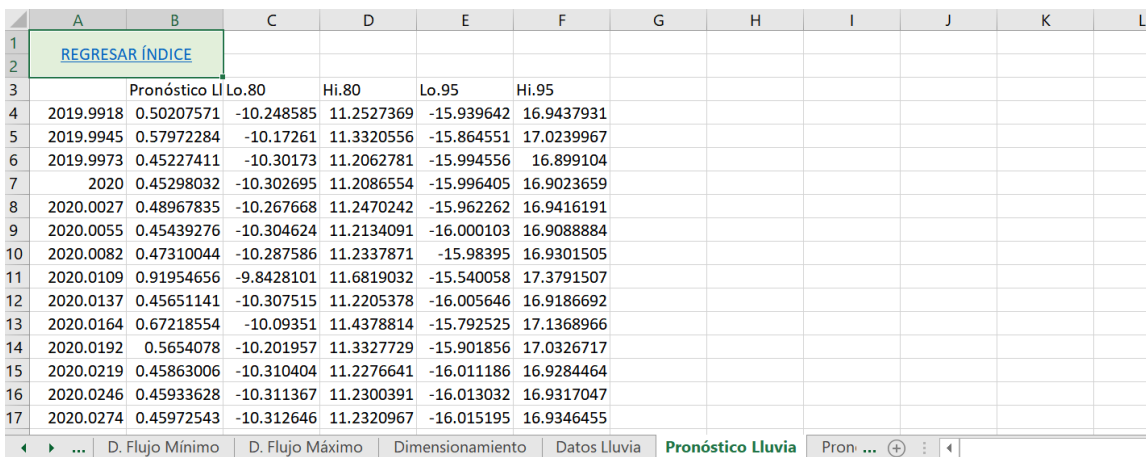 A B C D E F G H I J K L
1 REGRESAR ÍNDICE
2
3 Pronóstico Ll Lo.80 Hi.80 Lo.95 Hi.95
4 2019.9918 0.50207571 -10.248585 11.2527369 -15.939642 16.9437931
5 2019.9945 0.57972284 -10.17261 11.3320556 -15.864551 17.0239967
6 2019.9973 0.45227411 -10.30173 11.2062781 -15.994556 16.899104
7 2020 0.45298032 -10.302695 11.2086554 -15.996405 16.9023659
8 2020.0027 0.48967835 -10.267668 11.2470242 -15.962262 16.9416191
9 2020.0055 0.45439276 -10.304624 11.2134091 -16.000103 16.9088884
10 2020.0082 0.47310044 -10.287586 11.2337871 -15.98395 16.9301505
11 2020.0109 0.91954656 -9.8428101 11.6819032 -15.540058 17.3791507
12 2020.0137 0.45651141 -10.307515 11.2205378 -16.005646 16.9186692
13 2020.0164 0.67218554 -10.09351 11.4378814 -15.792525 17.1368966
14 2020.0192 0.5654078 -10.201957 11.3327729 -15.901856 17.0326717
15 2020.0219 0.45863006 -10.310404 11.2276641 -16.011186 16.9284464
16 2020.0246 0.45933628 -10.311367 11.2300391 -16.013032 16.9317047
17 2020.0274 0.45972543 -10.312646 11.2320967 -16.015195 16.9346455
... D. Flujo Mínimo D. Flujo Máximo Dimensionamiento Datos Lluvia Pronóstico Lluvia Pron ...